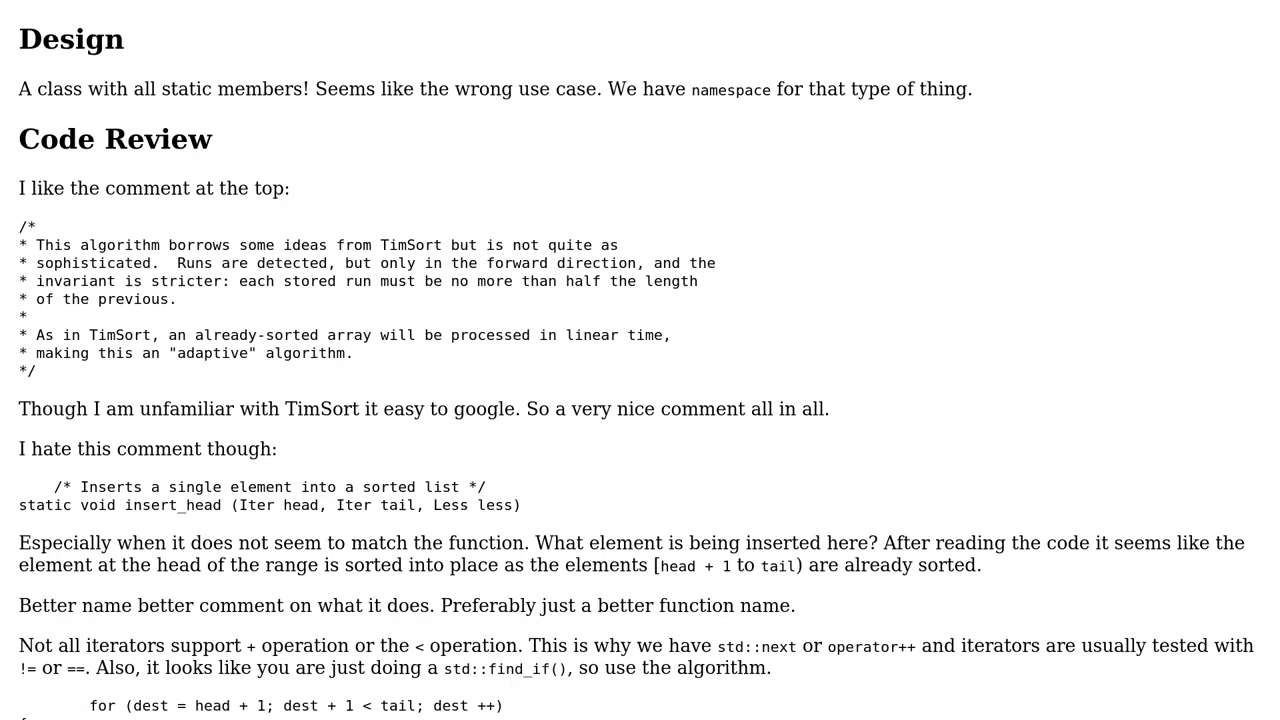 Design
A class with all static members! Seems like the wrong use case. We have namespace for that type of thing.
Code Review
I like the comment at the top:
/*
* This algorithm borrows some ideas from TimSort but is not quite as
* sophisticated.  Runs are detected, but only in the forward direction, and the
* invariant is stricter: each stored run must be no more than half the length
* of the previous.
*
* As in TimSort, an already-sorted array will be processed in linear time,
* making this an "adaptive" algorithm.
*/
Though I am unfamiliar with TimSort it easy to google. So a very nice comment all in all.
I hate this comment though:
    /* Inserts a single element into a sorted list */
static void insert_head (Iter head, Iter tail, Less less)
Especially when it does not seem to match the function. What element is being inserted here? After reading the code it seems like the
element at the head of the range is sorted into place as the elements [head + 1 to tail) are already sorted.
Better name better comment on what it does. Preferably just a better function name.
Not all iterators support + operation or the < operation. This is why we have std::next or operator++ and iterators are usually tested with
!= or ==. Also, it looks like you are just doing a std::find_if(), so use the algorithm.
        for (dest = head + 1; dest + 1 < tail; dest ++)